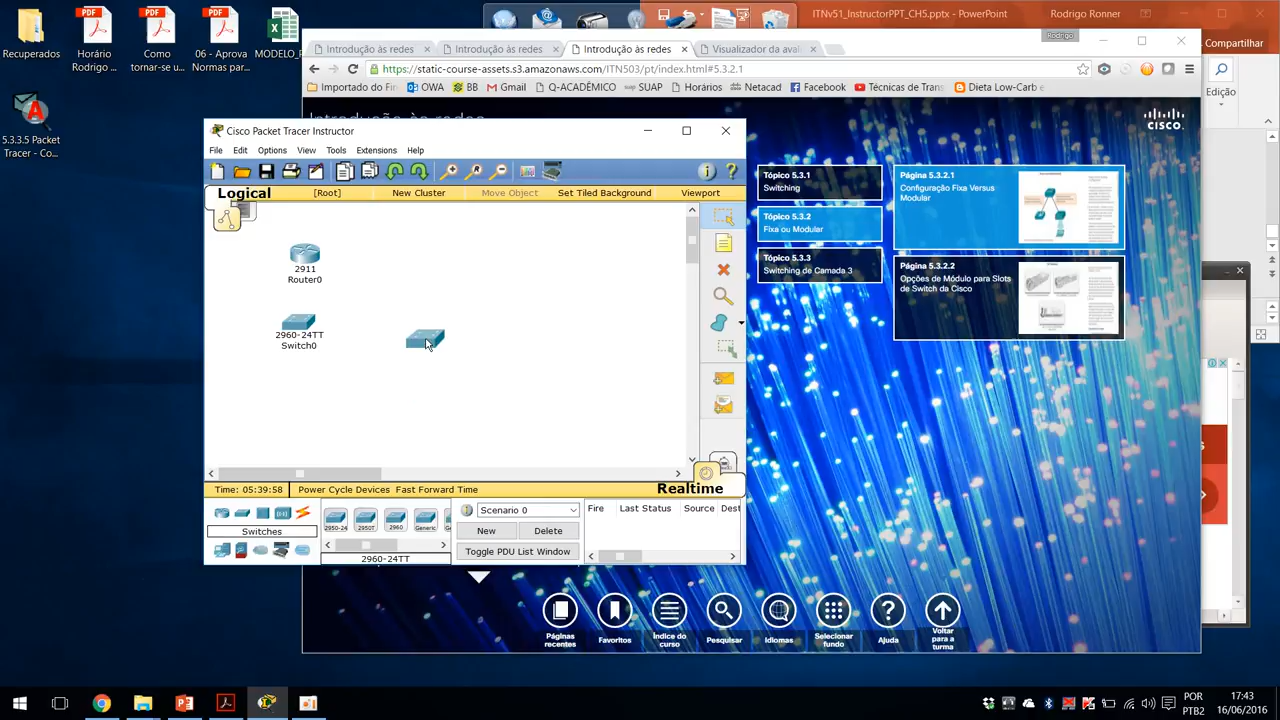 Recuperados
Horário
Rodrigo ...
Como
tornar-se u...
06 - Aprova
Normas par...
5.3.3.5 Packet
Tracer - Co...
ITNv51_InstructorPPT_CH5.pptx - PowerPoint
Rodrigo Ronner
Compartilhar
Edição
Rodrigo
Introdução às redes
Introdução às redes
Introdução às redes
https://static-course-assets.s3.amazonaws.com/ITN503/pt/index.html#5.3.2.1
Importado do Fir
OWA
BB
Gmail
Q-ACADÊMICO
SUAP
Horários
Netacad
Facebook
Técnicas de Tran
Dieta Low-Carb e
CISCO
Tópico 5.3.1
Switching
Tópico 5.3.2
Fixa ou Modular
Tópico 5.3.3
Switching de Camada 3
Página 5.3.2.1
Configuração Fixa Versus
Modular
Página 5.3.2.2
Opções de Módulo para Slots
de Switch da Cisco
Cisco Packet Tracer Instructor
File Edit Options View Tools Extensions Help
Logical
[Root]
New Cluster
Move Object
Set Tiled Background
Viewport
2911
Router0
2960-24TT
Switch0
Time: 05:39:58
Power Cycle Devices Fast Forward Time
Realtime
Switches
2950-24
2950T
2960
Generic
2960-24TT
Scenario 0
New
Delete
Toggle PDU List Window
Fire
Last Status
Source
Dest
Páginas
recentes
Favoritos
Índice do
curso
Pesquisar
Idiomas
Selecionar
fundo
Ajuda
Voltar
para a
turma
POR
PTB2
17:43
16/06/2016